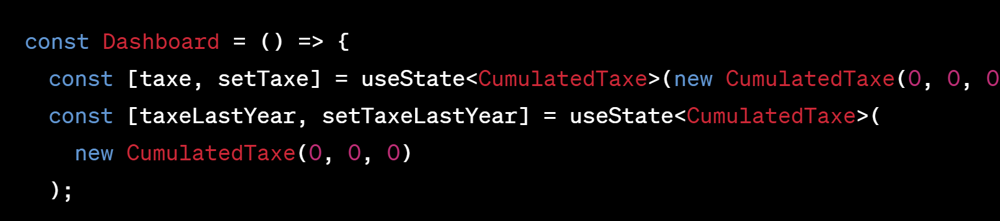 const Dashboard = () => {
const [taxe, setTaxe] = useState<CumulatedTaxe>(new CumulatedTaxe(0, 0, 0
const [taxeLastYear, setTaxeLastYear] = useState<CumulatedTaxe>(
new CumulatedTaxe(0, 0, 0)
);